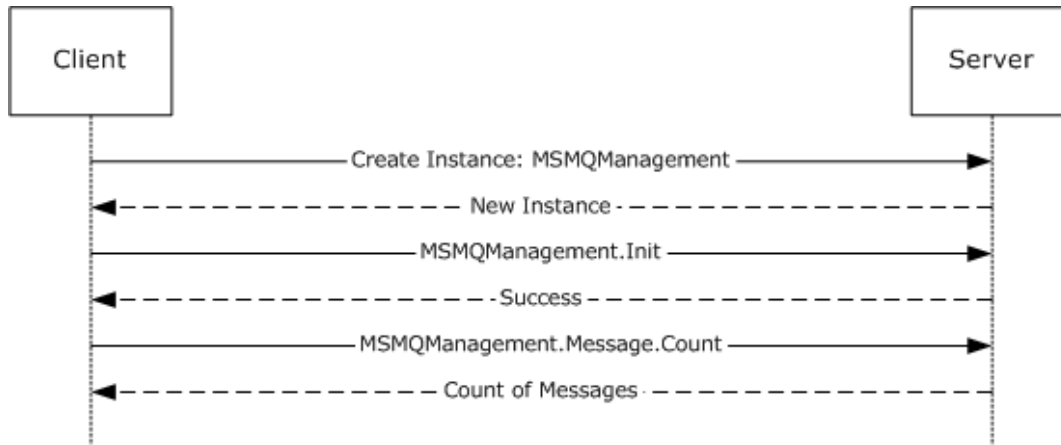 Client
Server
Create Instance: MSMQManagement
New Instance
MSMQManagement.Init
Success
MSMQManagement.Message.Count
Count of Messages